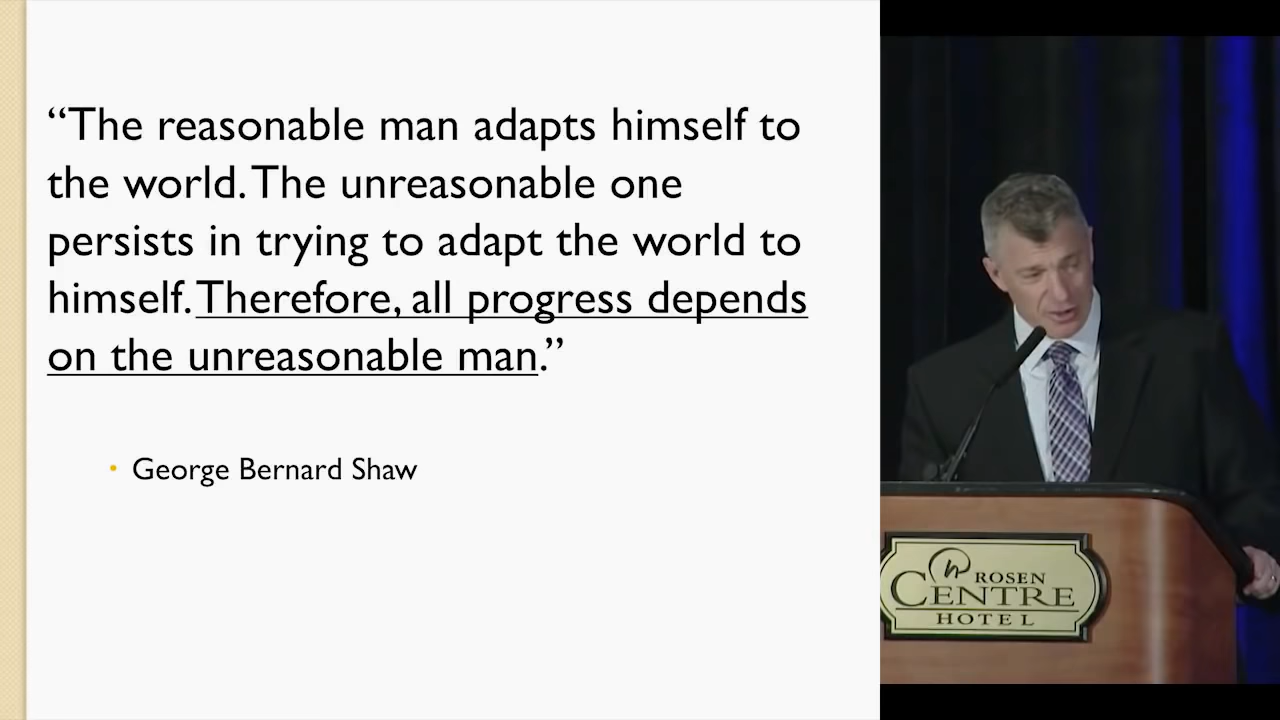 “The reasonable man adapts himself to
the world. The unreasonable one
persists in trying to adapt the world to
himself. Therefore, all progress depends
on the unreasonable man.”
• George Bernard Shaw
ROSEN
CENTRE
HOTEL